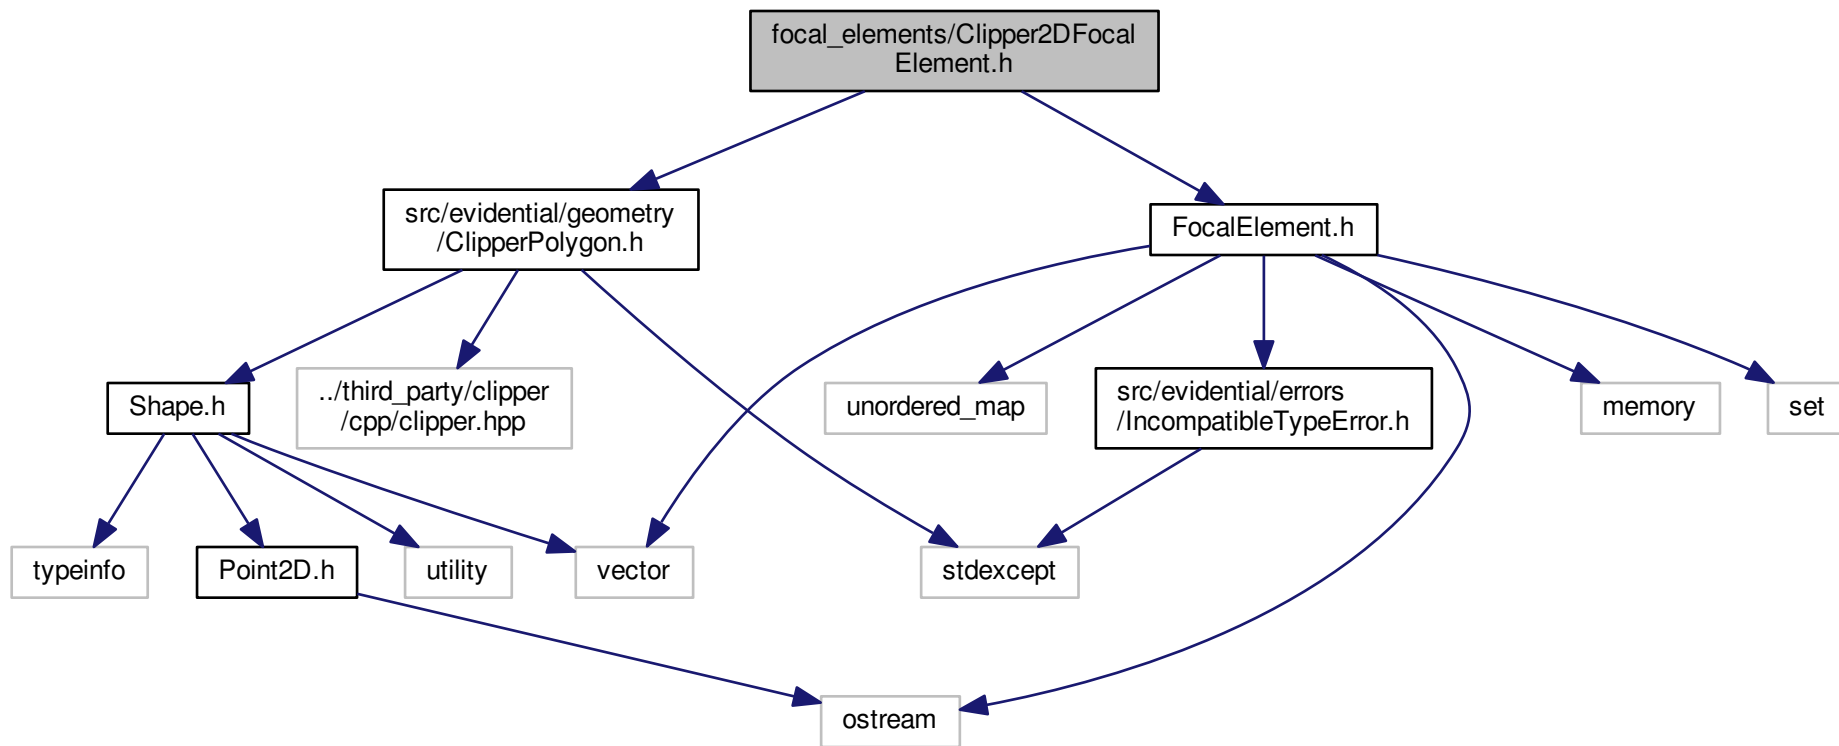 focal_elements/Clipper2DFocal
Element.h
src/evidential/geometry
/ClipperPolygon.h
FocalElement.h
Shape.h
../third_party/clipper
/cpp/clipper.hpp
unordered_map
src/evidential/errors
/IncompatibleTypeError.h
memory
set
typeinfo
Point2D.h
utility
vector
stdexcept
ostream